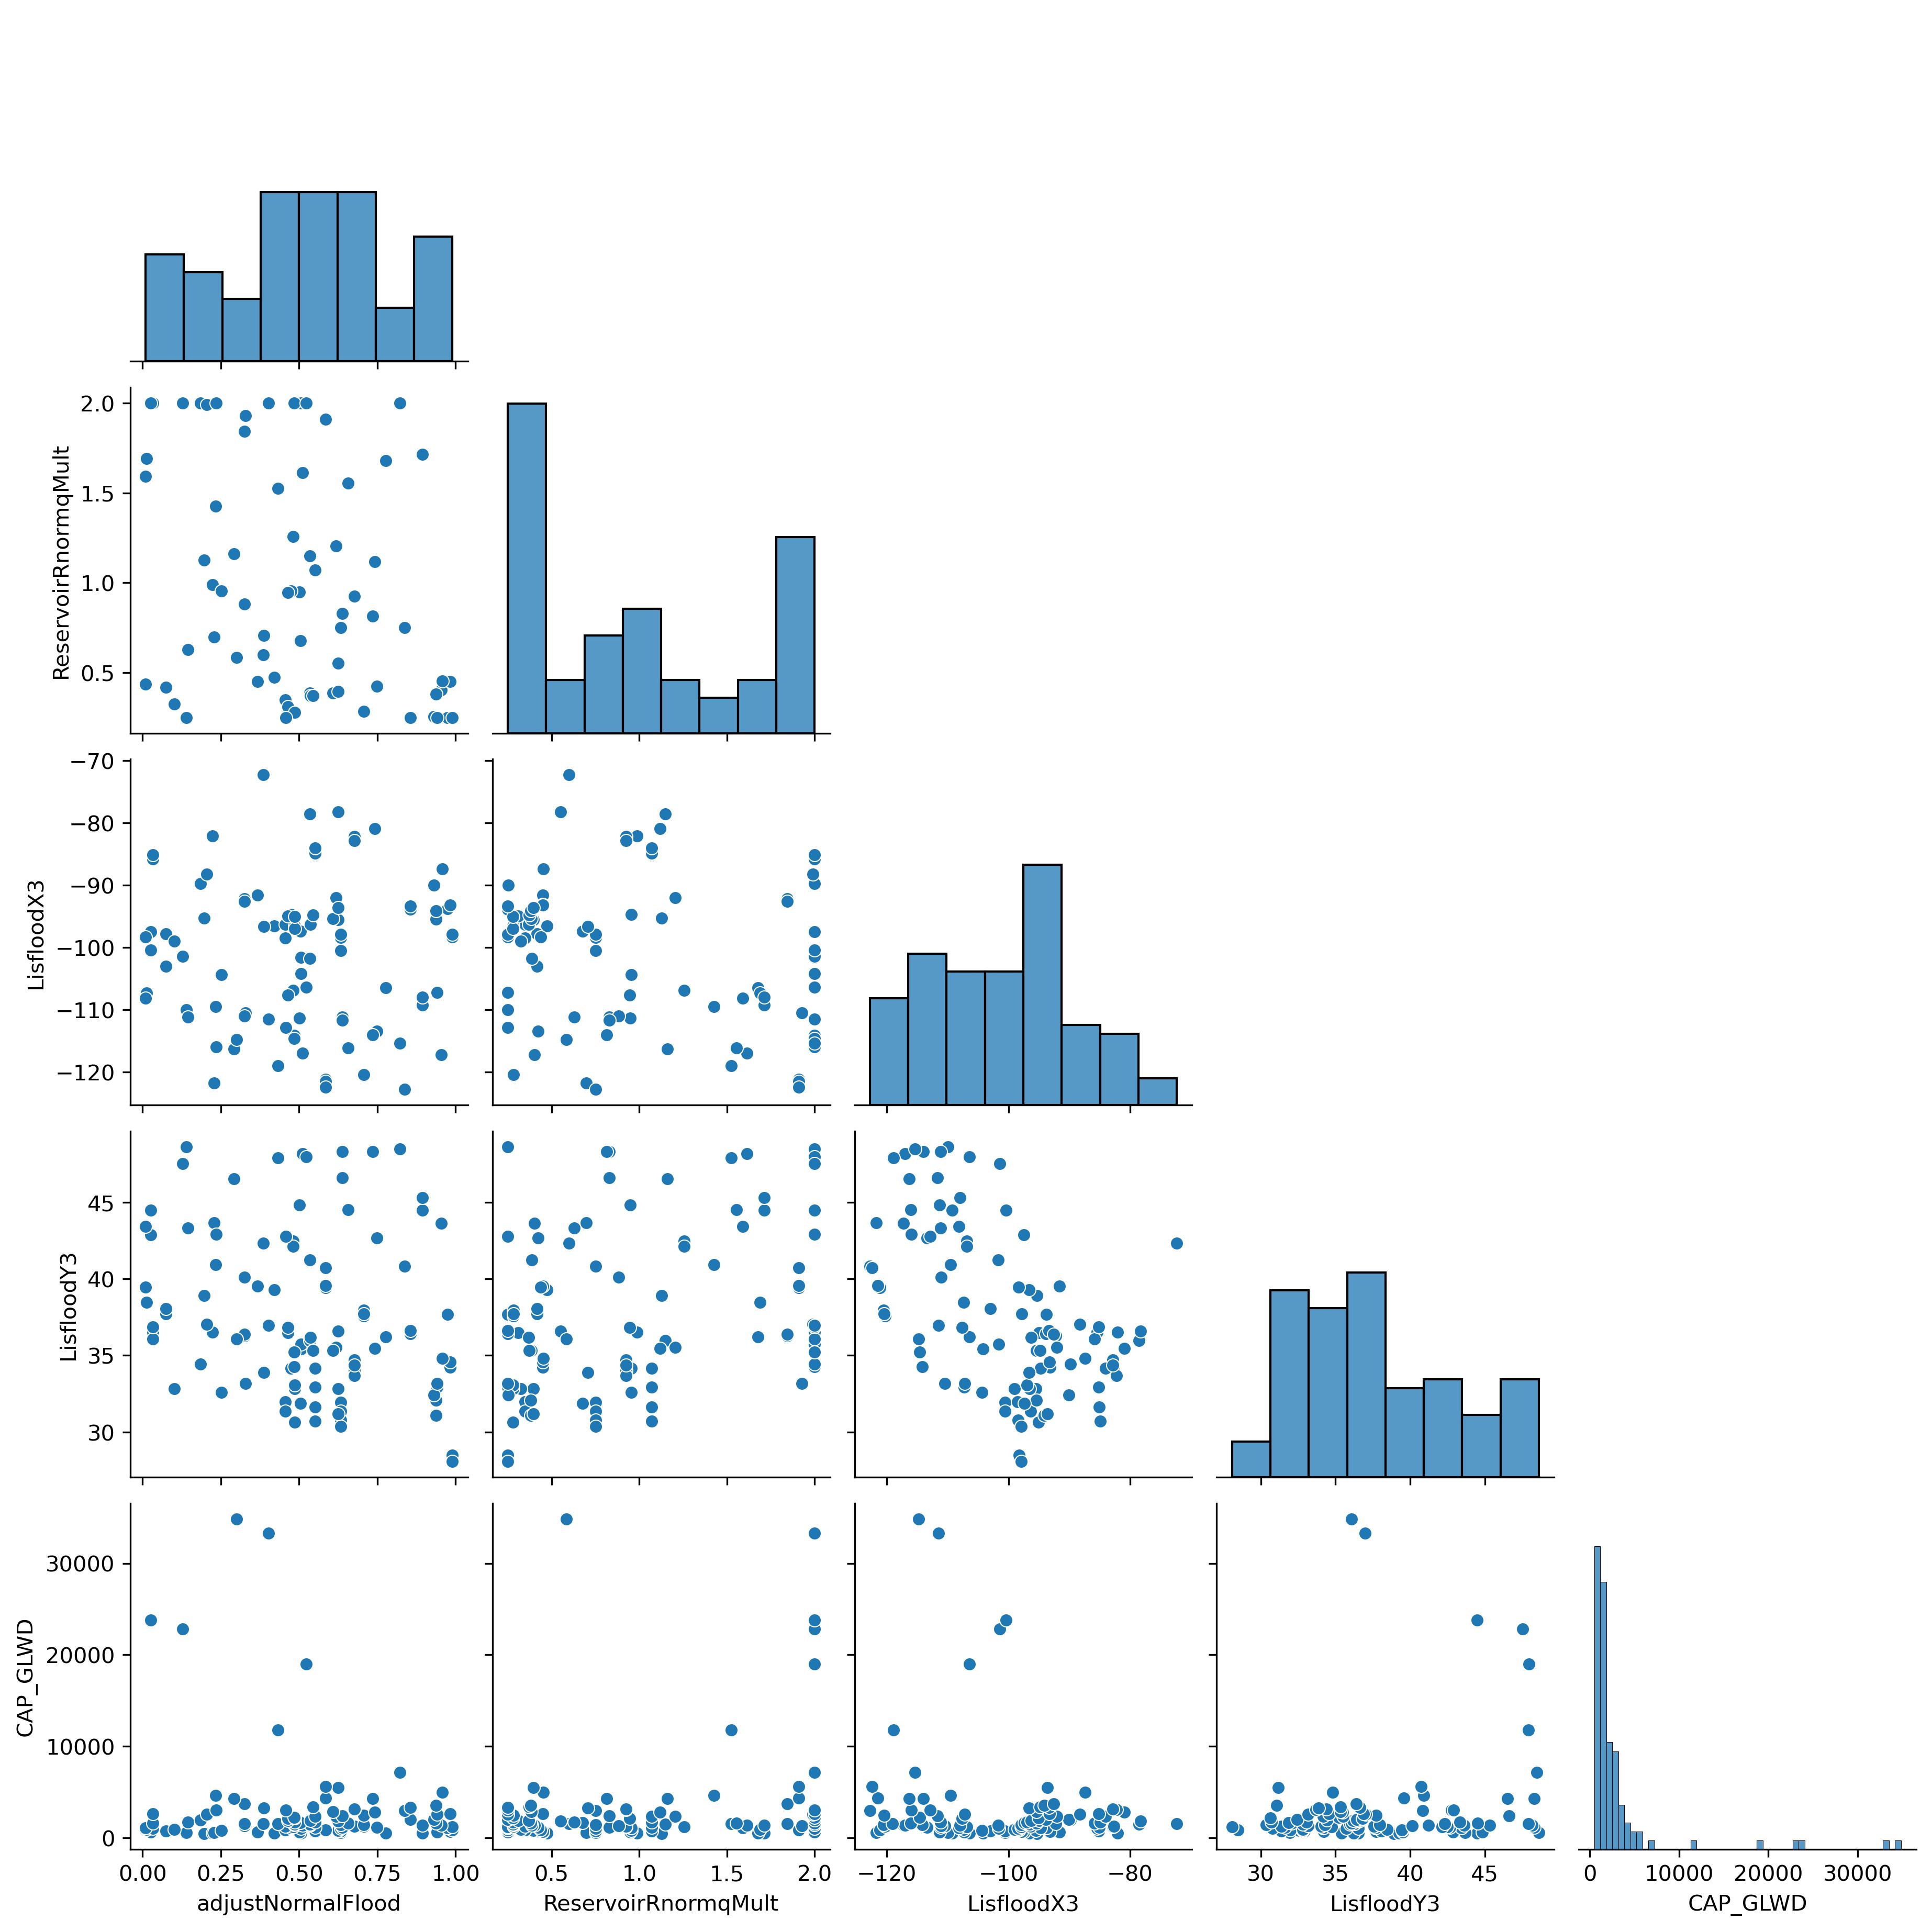 2.0
1.5
1.0
0.5
ReservoirRnormqMult
−70
−80
−90
−100
−110
−120
LisfloodX3
45
40
35
30
LisfloodY3
30000
20000
10000
0
CAP_GLWD
0.00 0.25 0.50 0.75 1.00
adjustNormalFlood
0.5 1.0 1.5 2.0
ReservoirRnormqMult
−120 −100 −80
LisfloodX3
30 35 40 45
LisfloodY3
0 10000 20000 30000
CAP_GLWD